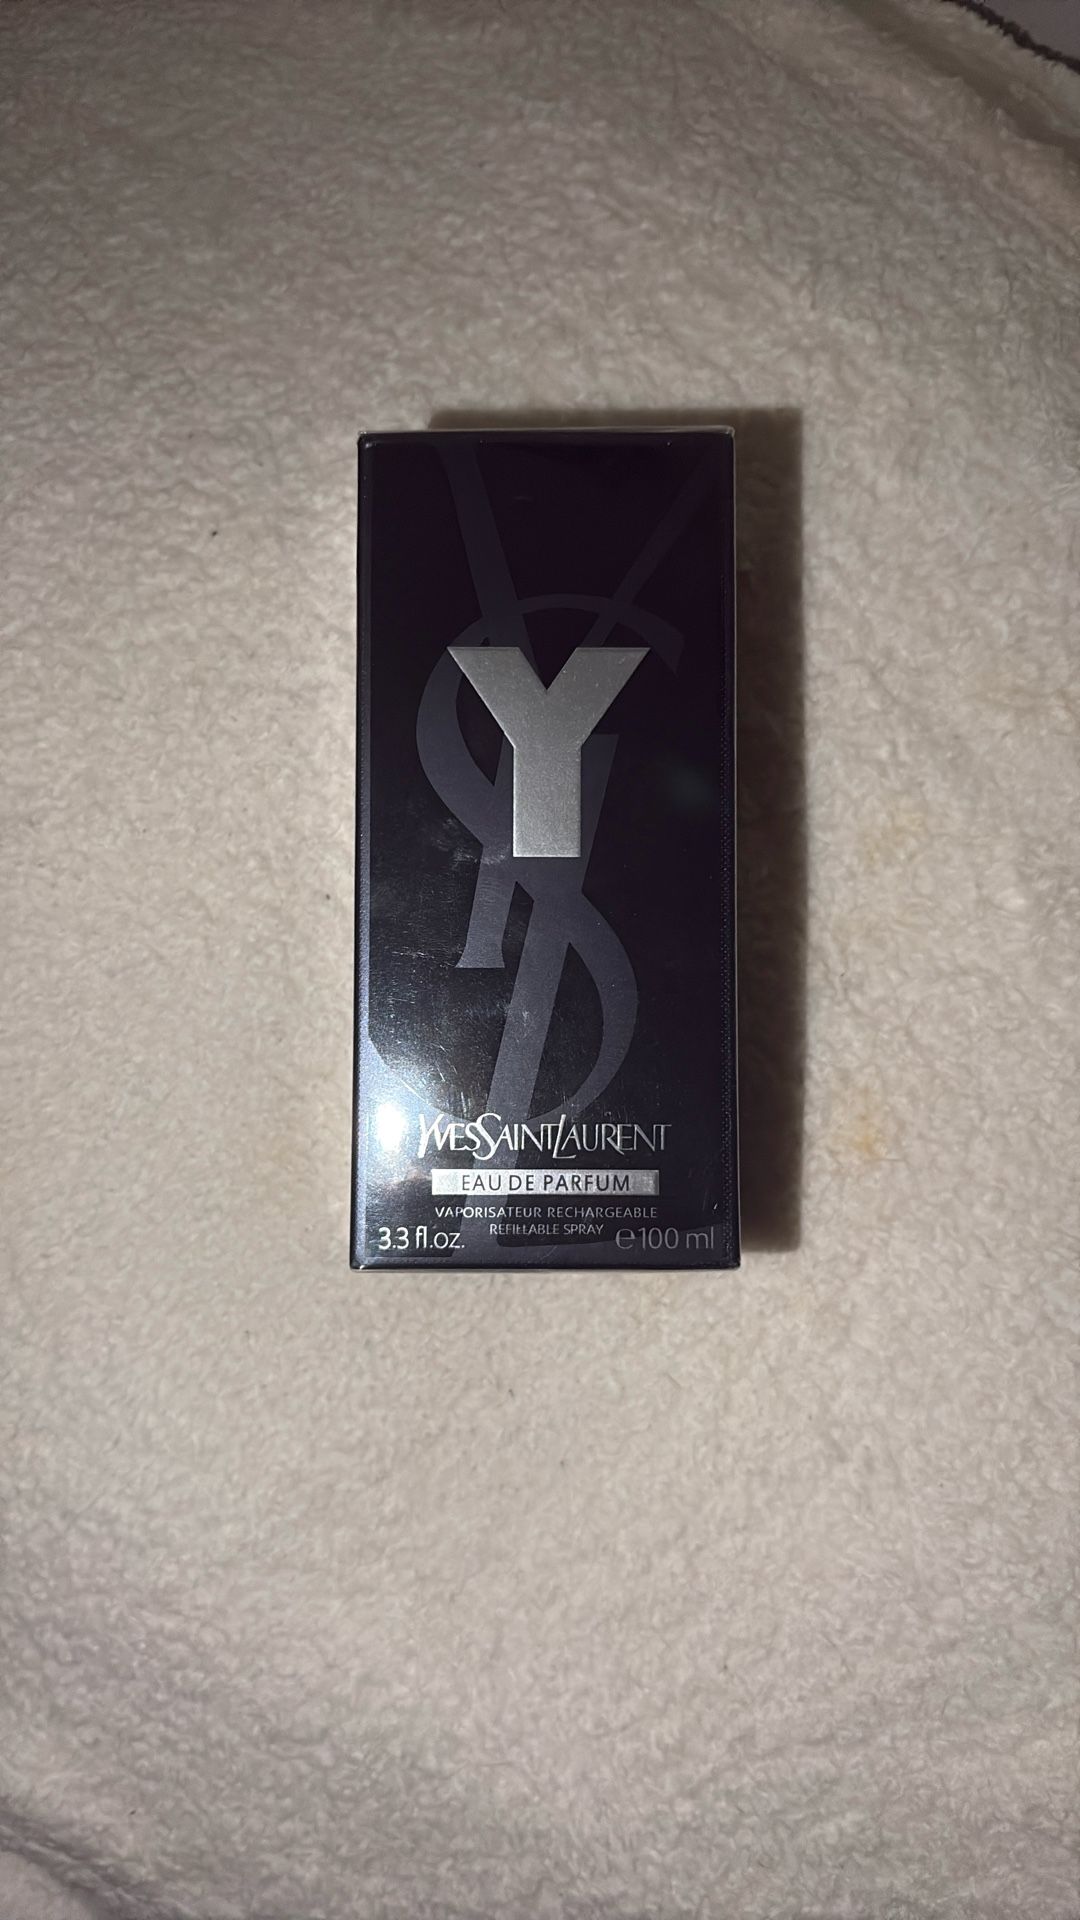 Y
YVESSAINTLAURENT
EAU DE PARFUM
VAPORISATEUR RECHARGEABLE
REFILLABLE SPRAY
3.3 fl.oz. ℮100 ml